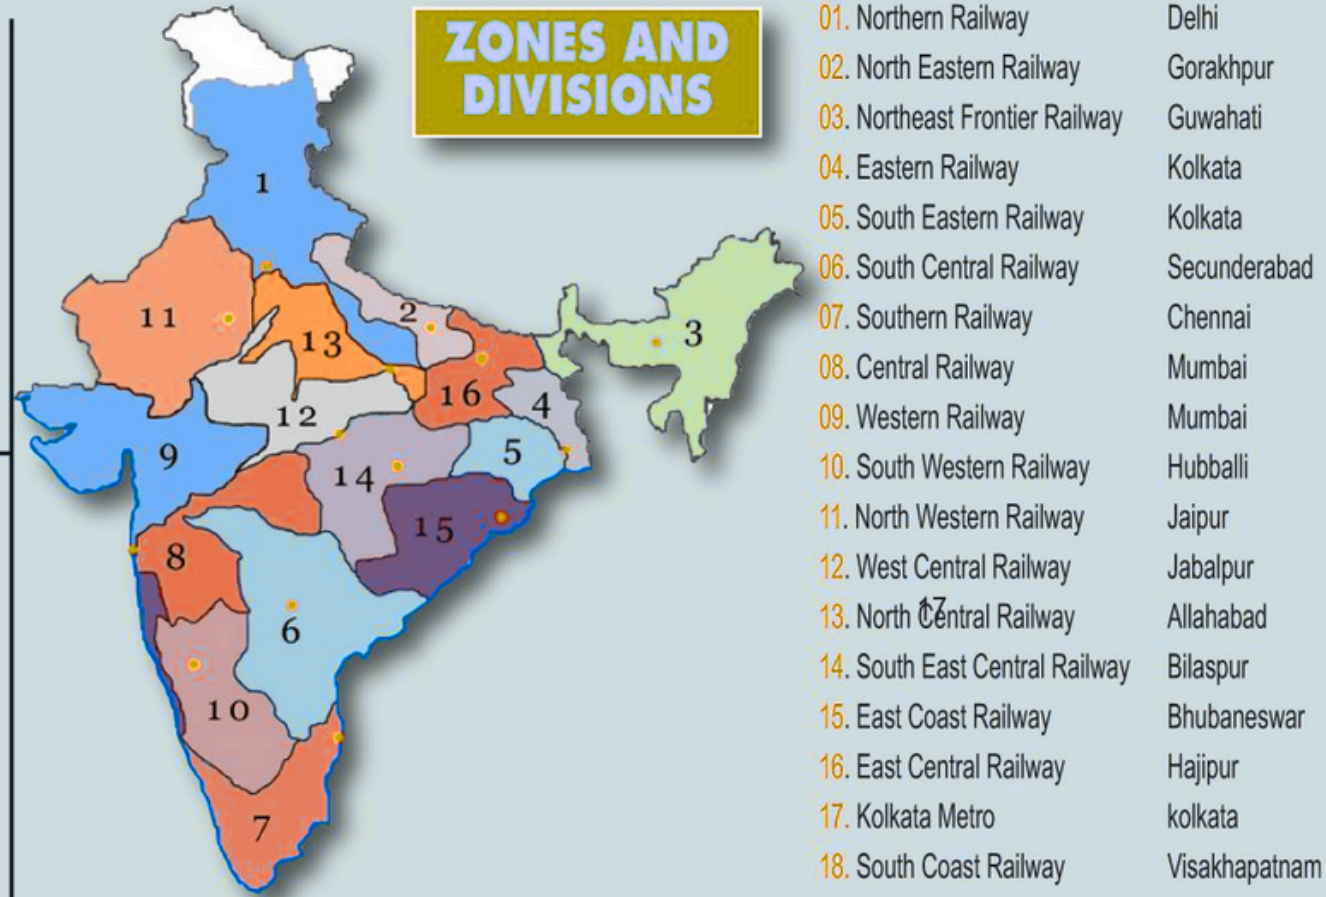 ZONES AND
DIVISIONS
01. Northern Railway Delhi
02. North Eastern Railway Gorakhpur
03. Northeast Frontier Railway Guwahati
04. Eastern Railway Kolkata
05. South Eastern Railway Kolkata
06. South Central Railway Secunderabad
07. Southern Railway Chennai
08. Central Railway Mumbai
09. Western Railway Mumbai
10. South Western Railway Hubballi
11. North Western Railway Jaipur
12. West Central Railway Jabalpur
17
13. North Central Railway Allahabad
14. South East Central Railway Bilaspur
15. East Coast Railway Bhubaneswar
16. East Central Railway Hajipur
17. Kolkata Metro kolkata
18. South Coast Railway Visakhapatnam
1
2
3
11
13
16
4
12
5
9
14
15
8
6
10
7